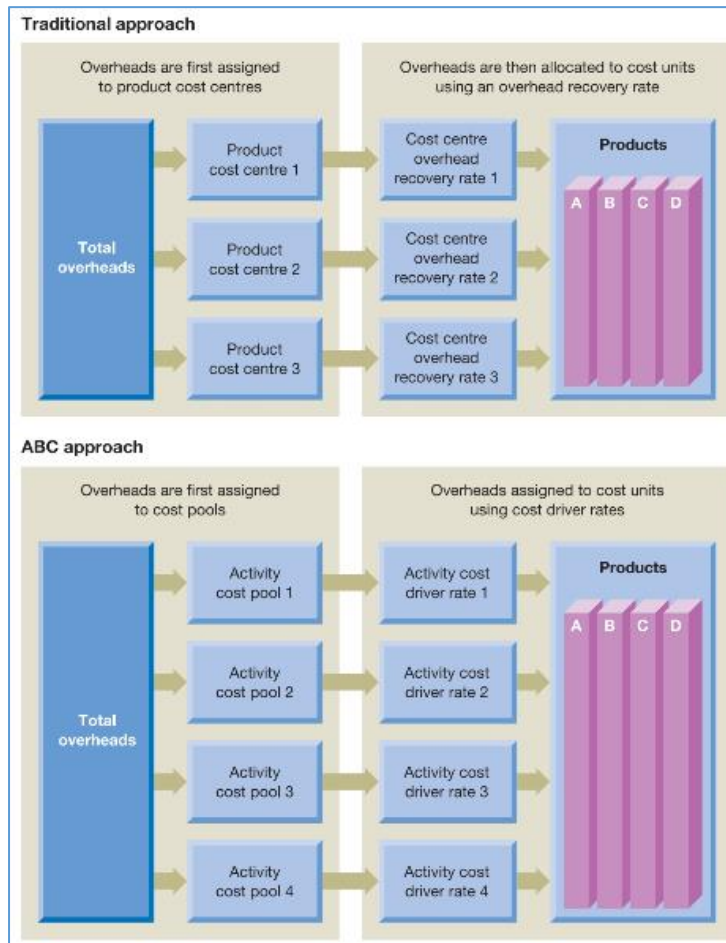 Traditional approach
Overheads are first assigned
to product cost centres
Overheads are then allocated to cost units
using an overhead recovery rate
Total
overheads
Product
cost centre 1
Product
cost centre 2
Product
cost centre 3
Cost centre
overhead
recovery rate 1
Cost centre
overhead
recovery rate 2
Cost centre
overhead
recovery rate 3
Products
A B C D
ABC approach
Overheads are first assigned
to cost pools
Overheads assigned to cost units
using cost driver rates
Total
overheads
Activity
cost pool 1
Activity
cost pool 2
Activity
cost pool 3
Activity
cost pool 4
Activity cost
driver rate 1
Activity cost
driver rate 2
Activity cost
driver rate 3
Activity cost
driver rate 4
Products
A B C D